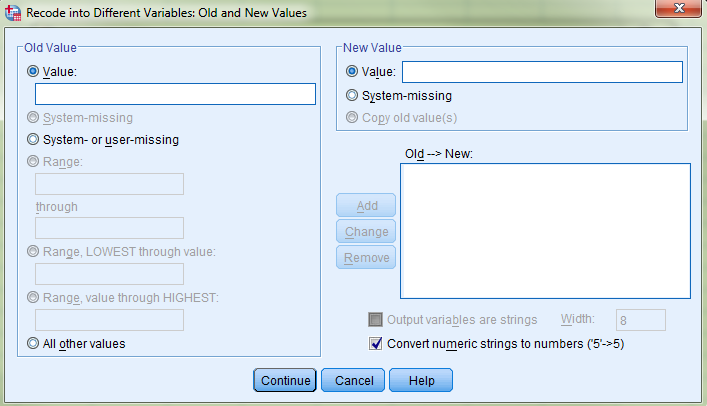 Recode into Different Variables: Old and New Values
Old Value
Value:
System-missing
System- or user-missing
Range:
through
Range, LOWEST through value:
Range, value through HIGHEST:
All other values
New Value
Value:
System-missing
Copy old value(s)
Old --> New:
Add
Change
Remove
Output variables are strings Width: 8
Convert numeric strings to numbers ('5'->5)
Continue Cancel Help